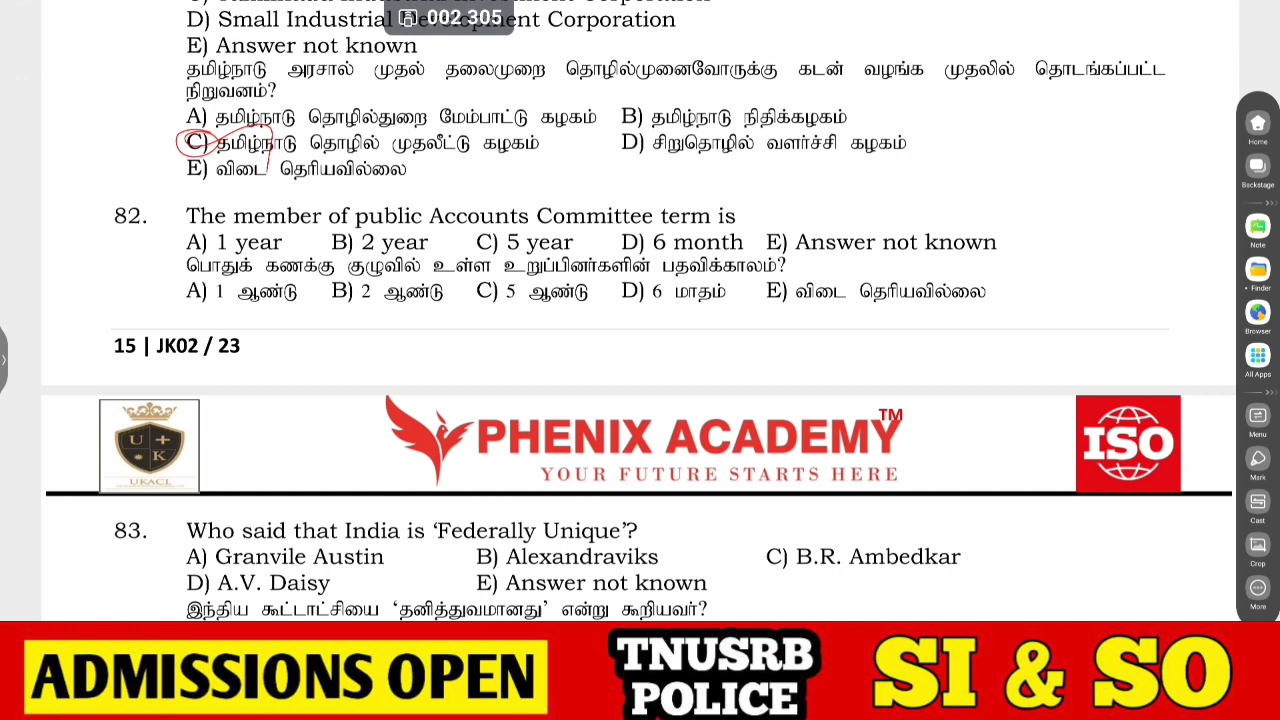 002 305
D) Small Industrial Development Corporation
E) Answer not known
தமிழ்நாடு அரசால் முதல் தலைமுறை தொழில்முனைவோருக்கு கடன் வழங்க முதலில் தொடங்கப்பட்ட
நிறுவனம்?
A) தமிழ்நாடு தொழில்துறை மேம்பாட்டு கழகம் B) தமிழ்நாடு நிதிக்கழகம்
C) தமிழ்நாடு தொழில் முதலீட்டு கழகம் D) சிறுதொழில் வளர்ச்சி கழகம்
E) விடை தெரியவில்லை
82. The member of public Accounts Committee term is
A) 1 year B) 2 year C) 5 year D) 6 month E) Answer not known
பொதுக் கணக்கு குழுவில் உள்ள உறுப்பினர்களின் பதவிக்காலம்?
A) 1 ஆண்டு B) 2 ஆண்டு C) 5 ஆண்டு D) 6 மாதம் E) விடை தெரியவில்லை
15 | JK02 / 23
U K
UKACL
PHENIX ACADEMY TM
YOUR FUTURE STARTS HERE
ISO
83. Who said that India is ‘Federally Unique’?
A) Granvile Austin B) Alexandraviks C) B.R. Ambedkar
D) A.V. Daisy E) Answer not known
இந்திய கூட்டாட்சியை ‘தனித்துவமானது’ என்று கூறியவர்?
Home
Backstage
Note
Finder
Browser
All Apps
Menu
Mark
Cast
Crop
More
ADMISSIONS OPEN
TNUSRB
POLICE
SI & SO